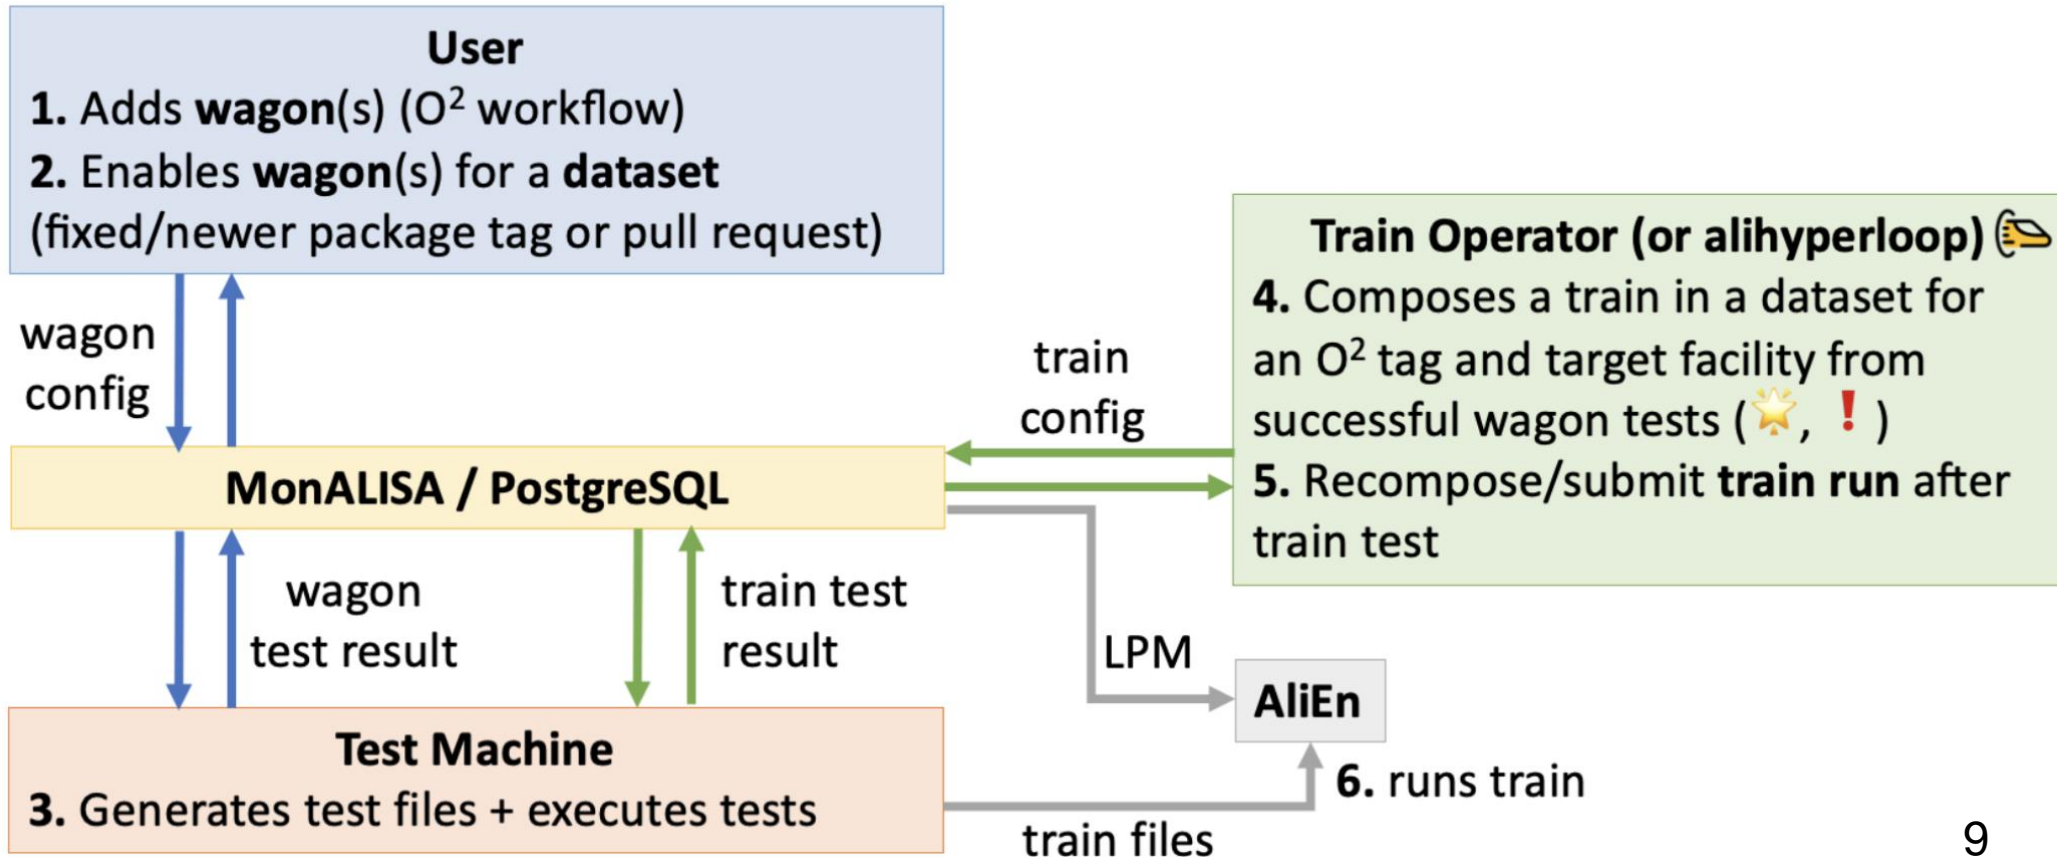 User
1. Adds wagon(s) (O² workflow)
2. Enables wagon(s) for a dataset
(fixed/newer package tag or pull request)
wagon
config
MonALISA / PostgreSQL
wagon
test result
train test
result
Test Machine
3. Generates test files + executes tests
train
config
Train Operator (or alihyperloop)
4. Composes a train in a dataset for
an O² tag and target facility from
successful wagon tests (🌟, ❗)
5. Recompose/submit train run after
train test
LPM
AliEn
6. runs train
train files
9